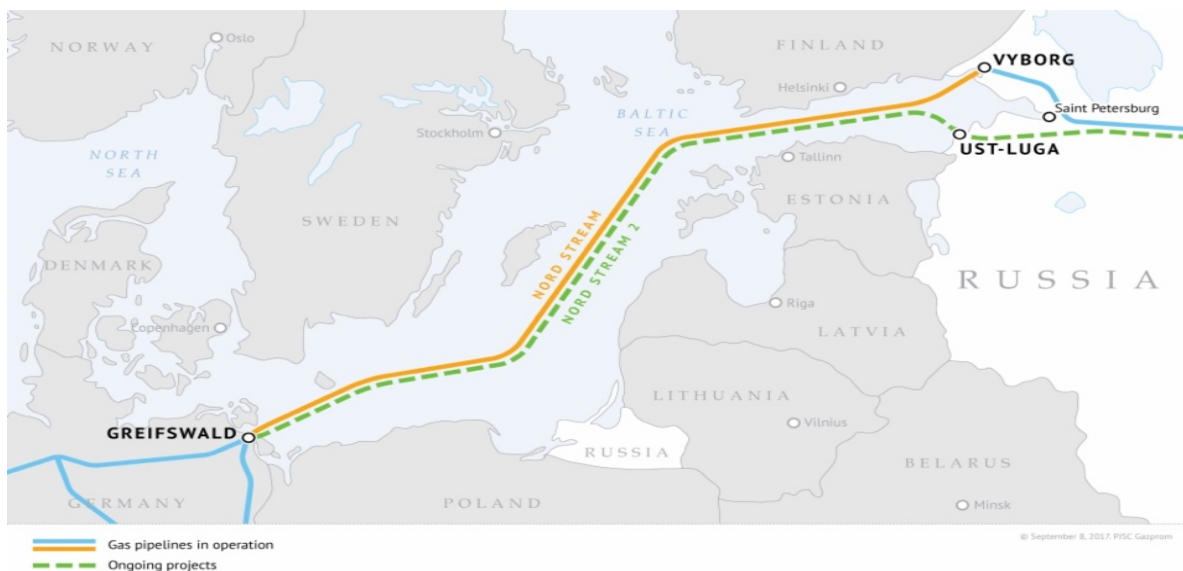 NORWAY
Oslo
FINLAND
VYBORG
Helsinki
Saint Petersburg
BALTIC
SEA
Stockholm
UST-LUGA
NORTH
SEA
Tallinn
ESTONIA
SWEDEN
NORD STREAM
NORD STREAM 2
DENMARK
RUSSIA
Riga
Copenhagen
LATVIA
LITHUANIA
Vilnius
GREIFSWALD
RUSSIA
BELARUS
GERMANY
POLAND
Minsk
Gas pipelines in operation
© September 8, 2017. PJSC Gazprom
Ongoing projects